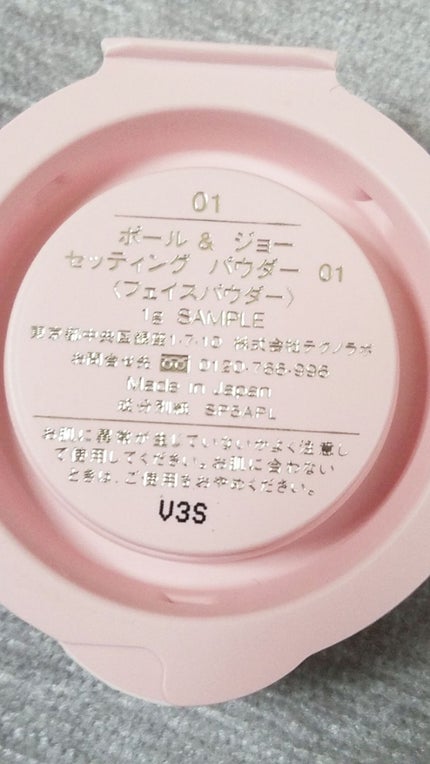 01
ポール & ジョー
セッティング パウダー 01
〈フェイスパウダー〉
1g SAMPLE
東京都中央区銀座1-7-10 株式会社テクノラボ
お問合せ先 0120-766-996
Made in Japan
成分別紙 SP3APL
お肌に異常が生じていないかよく注意し
て使用してください。お肌に合わない
ときは、ご使用をおやめください。
V3S